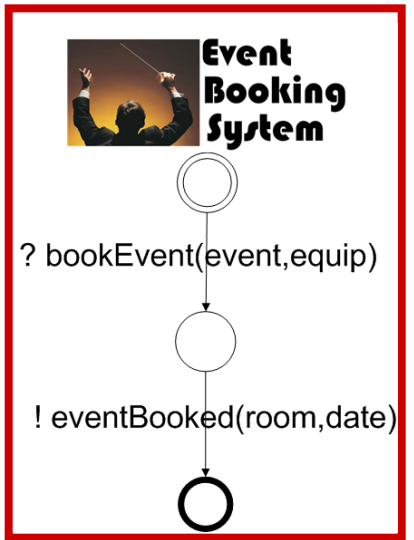 Event
Booking
System
? bookEvent(event,equip)
! eventBooked(room,date)